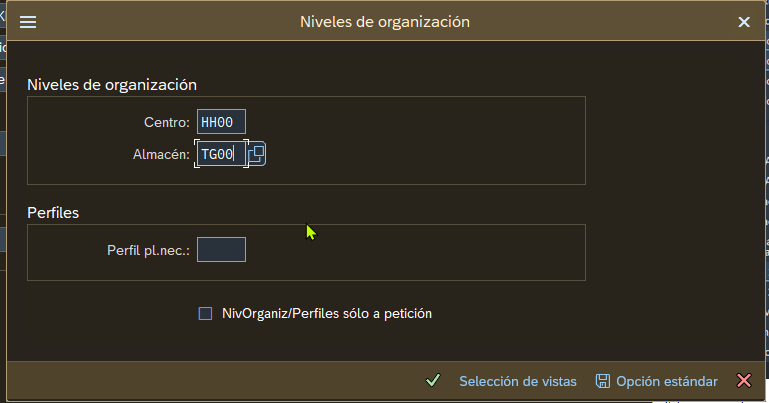 Niveles de organización
Niveles de organización
Centro: HH00
Almacén: TG00
Perfiles
Perfil pl.nec.:
NivOrganiz/Perfiles sólo a petición
Selección de vistas Opción estándar